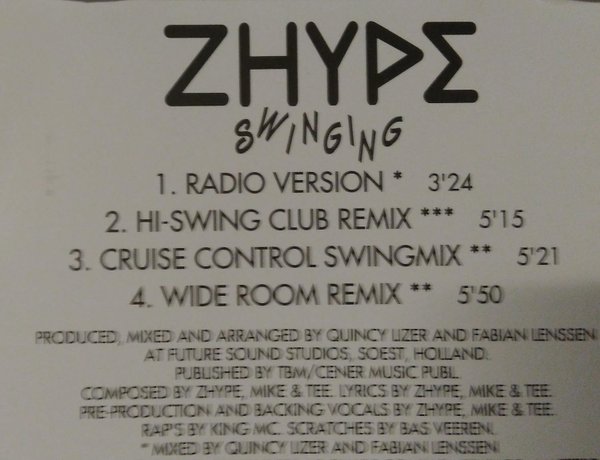 ZHYPE
SWINGING
1. RADIO VERSION * 3'24
2. HI-SWING CLUB REMIX *** 5'15
3. CRUISE CONTROL SWINGMIX ** 5'21
4. WIDE ROOM REMIX ** 5'50
PRODUCED, MIXED AND ARRANGED BY QUINCY LIZER AND FABIAN LENSSEN
AT FUTURE SOUND STUDIOS, SOEST, HOLLAND.
PUBLISHED BY TBM/CENER MUSIC PUBL.
COMPOSED BY ZHYPE, MIKE & TEE. LYRICS BY ZHYPE, MIKE & TEE.
PRE-PRODUCTION AND BACKING VOCALS BY ZHYPE, MIKE & TEE.
RAP'S BY KING MC. SCRATCHES BY BAS VEEREN.
* MIXED BY QUINCY LIZER AND FABIAN LENSSEN